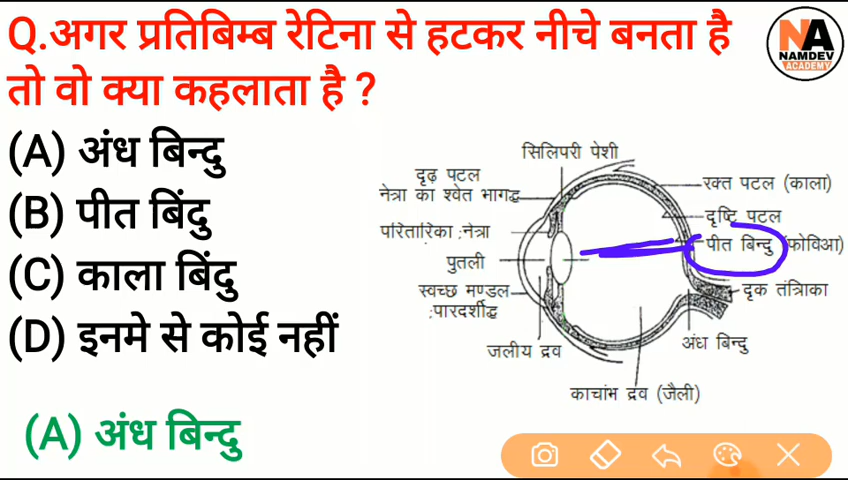 Q.अगर प्रतिबिम्ब रेटिना से हटकर नीचे बनता है
तो वो क्या कहलाता है ?
NA
NAMDEV
ACADEMY
(A) अंध बिन्दु
(B) पीत बिंदु
(C) काला बिंदु
(D) इनमे से कोई नहीं
(A) अंध बिन्दु
सिलिपरी पेशी
दृढ़ पटल
नेत्रा का श्वेत भागद्ध
परितारिका :नेत्रा
पुतली
स्वच्छ मण्डल
:पारदर्शीद्ध
जलीय द्रव
रक्त पटल (काला)
दृष्टि पटल
पीत बिन्दु (फोविआ)
दृक तंत्रािका
अंध बिन्दु
काचांभ द्रव (जैली)